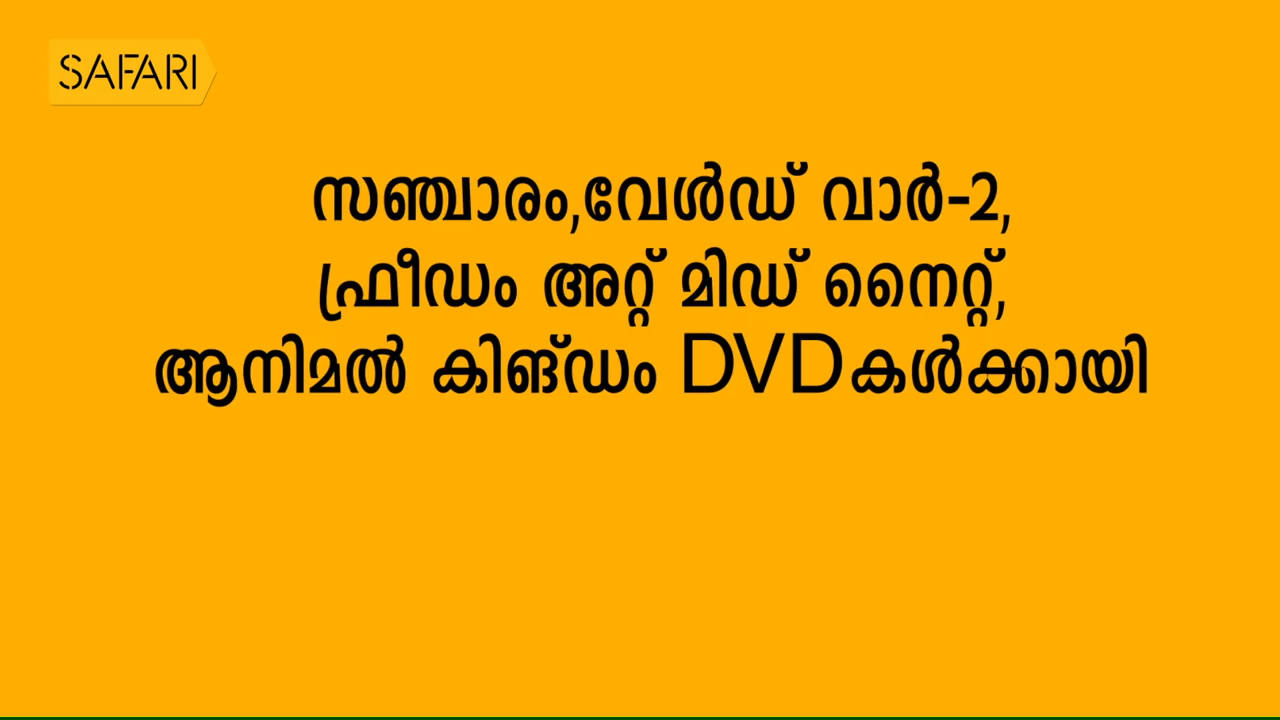 SAFARI
സഞ്ചാരം,വേൾഡ് വാർ-2,
ഫ്രീഡം അറ്റ് മിഡ് നൈറ്റ്,
ആനിമൽ കിങ്ഡം DVDകൾക്കായി